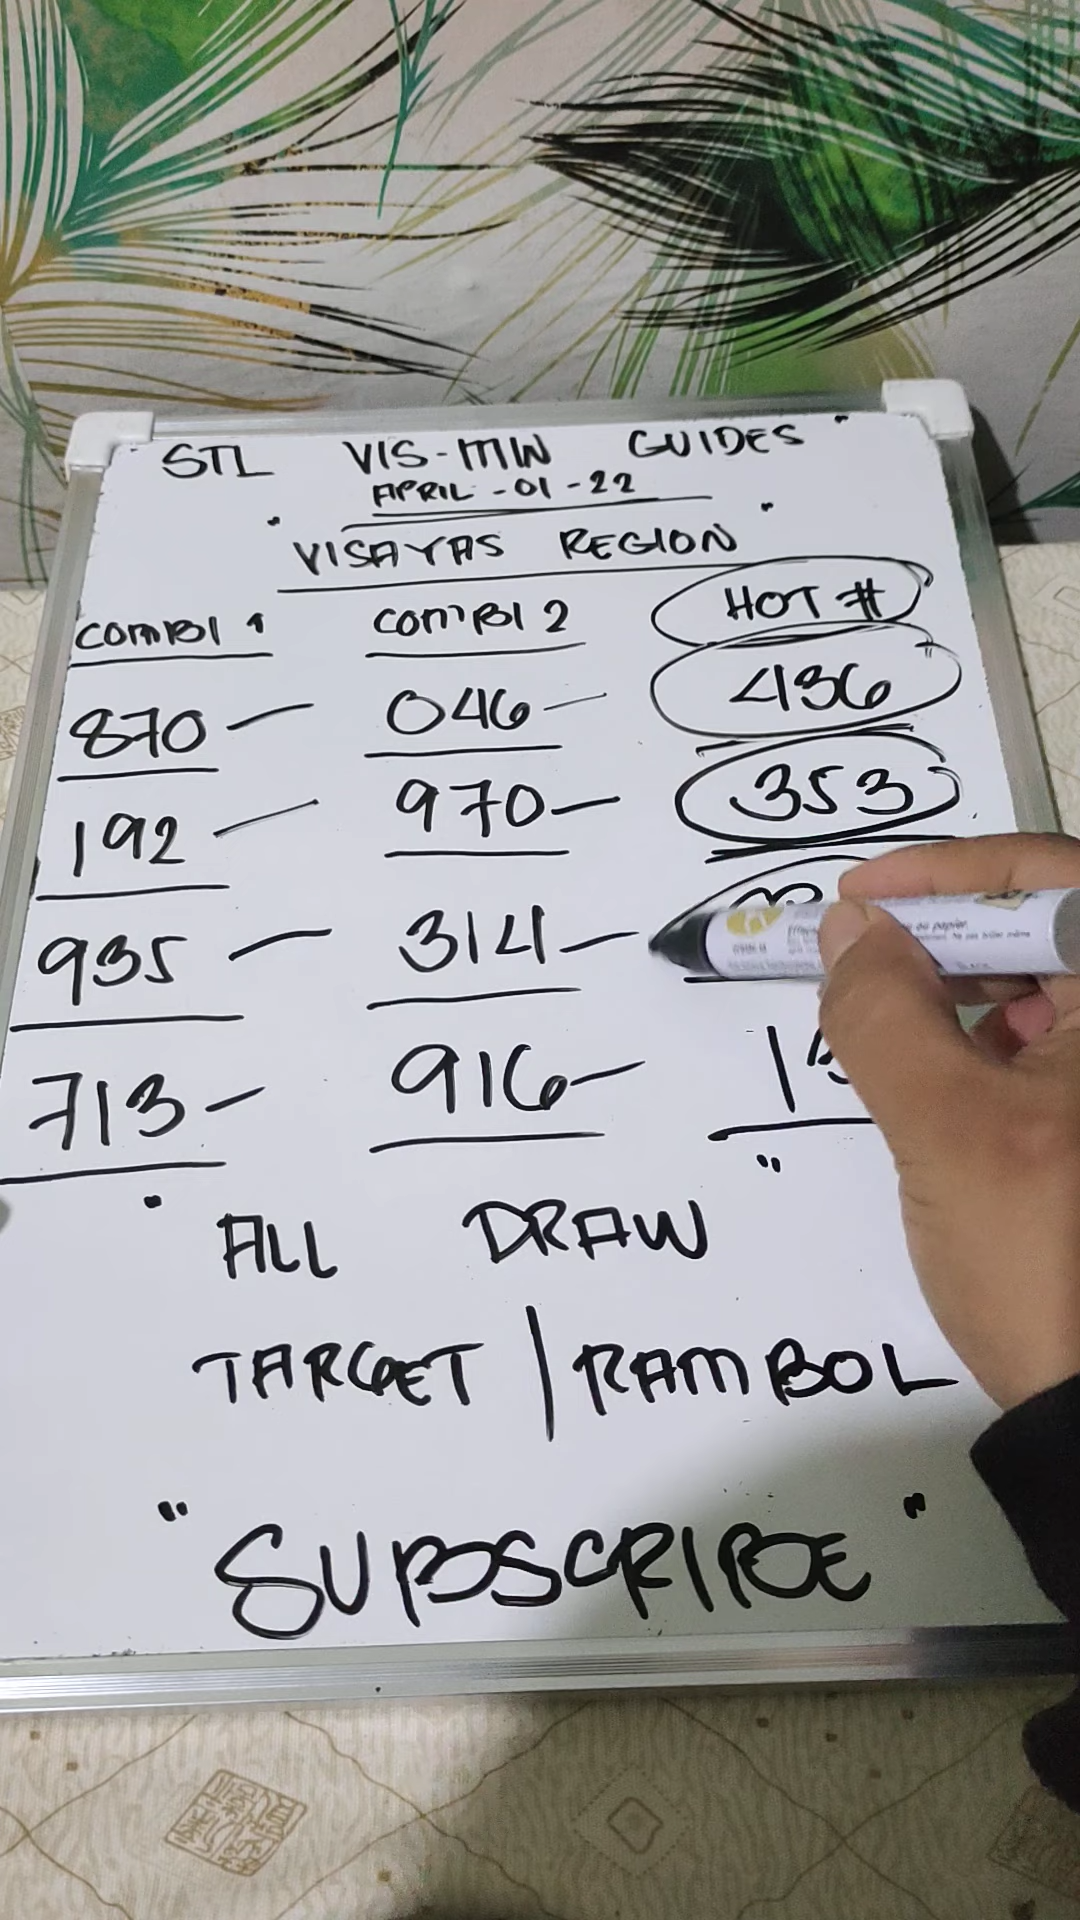 "STL VIS-MIN GUIDES"
APRIL-01-22
"VISAYAS REGION"
COMBI 1 COMBI 2 HOT #
870 - 046 - 436
192 - 970 - 353
935 - 314 -
713 - 916 -
"ALL DRAW"
TARGET | RAMBOL
"SUBSCRIBE"